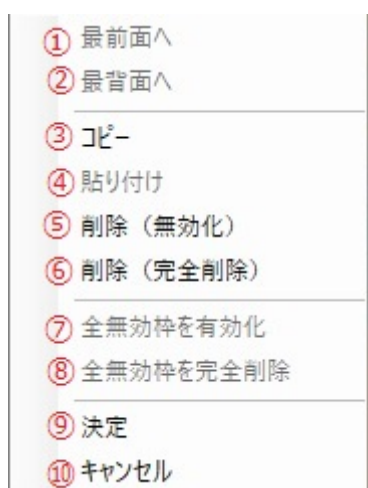 ① 最前面へ
② 最背面へ
③ コピー
④ 貼り付け
⑤ 削除（無効化）
⑥ 削除（完全削除）
⑦ 全無効枠を有効化
⑧ 全無効枠を完全削除
⑨ 決定
⑩ キャンセル